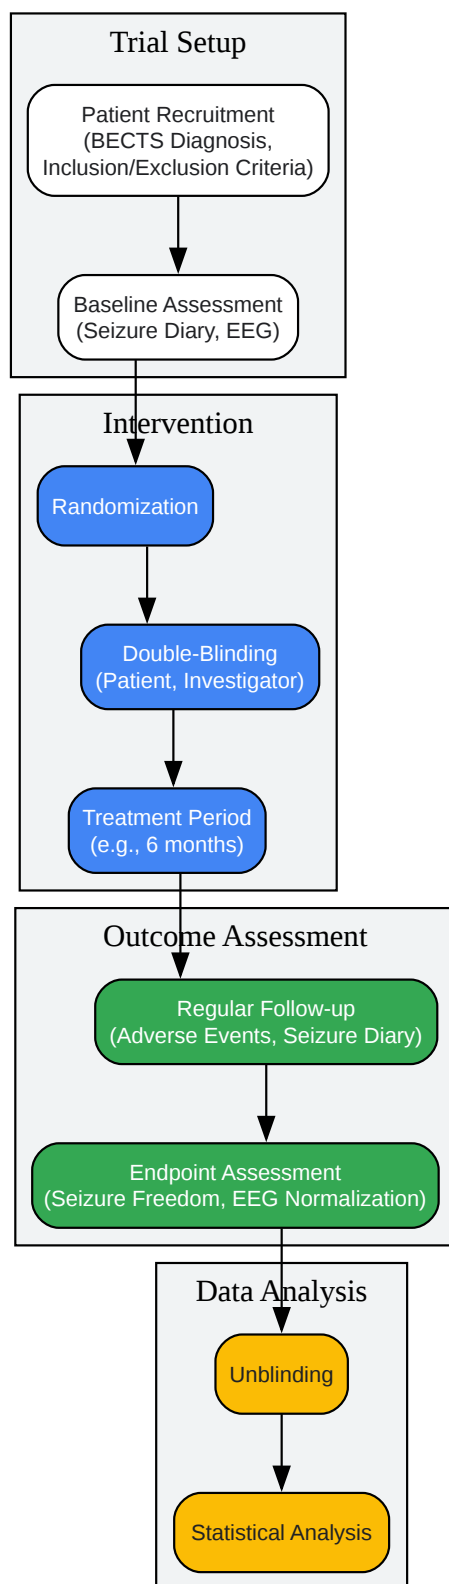 Trial Setup
Patient Recruitment
(BECTS Diagnosis,
Inclusion/Exclusion Criteria)
Baseline Assessment
(Seizure Diary, EEG)
Intervention
Randomization
Double-Blinding
(Patient, Investigator)
Treatment Period
(e.g., 6 months)
Outcome Assessment
Regular Follow-up
(Adverse Events, Seizure Diary)
Endpoint Assessment
(Seizure Freedom, EEG Normalization)
Data Analysis
Unblinding
Statistical Analysis